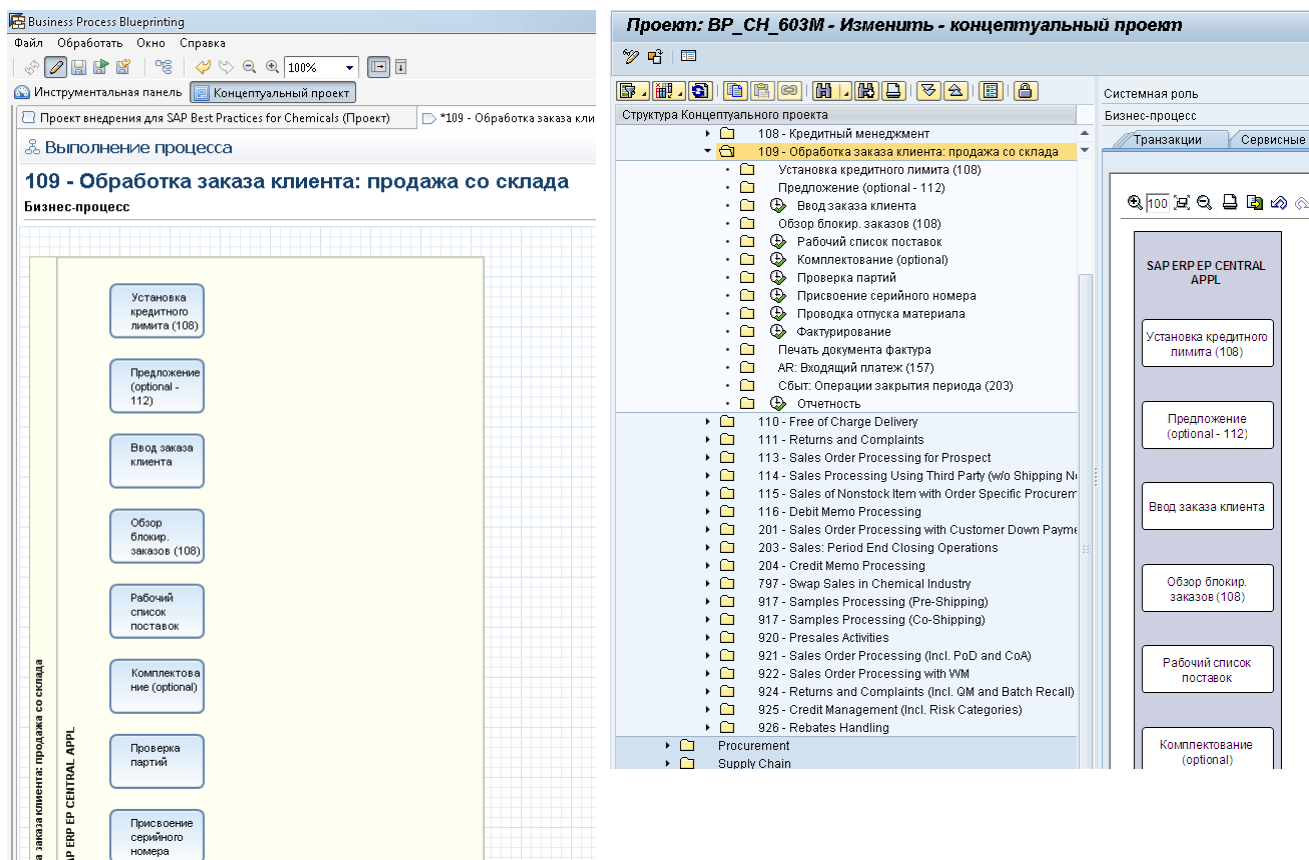 Business Process Blueprinting
Файл Обработать Окно Справка
100%
Инструментальная панель Концептуальный проект
Проект внедрения для SAP Best Practices for Chemicals (Проект) *109 - Обработка заказа кли
Выполнение процесса
109 - Обработка заказа клиента: продажа со склада
Бизнес-процесс
Установка
кредитного
лимита (108)
Предложение
(optional -
112)
Ввод заказа
клиента
Обзор
блокир.
заказов (108)
Рабочий
список
поставок
Комплектова
ние (optional)
Проверка
партий
Присвоение
серийного
номера
заказа клиента: продажа со склада
AP ERP EP CENTRAL APPL
Проект: BP_CH_603M - Изменить - концептуальный проект
Структура Концептуального проекта
108 - Кредитный менеджмент
109 - Обработка заказа клиента: продажа со склада
Установка кредитного лимита (108)
Предложение (optional - 112)
Ввод заказа клиента
Обзор блокир. заказов (108)
Рабочий список поставок
Комплектование (optional)
Проверка партий
Присвоение серийного номера
Проводка отпуска материала
Фактурирование
Печать документа фактура
AR: Входящий платеж (157)
Сбыт: Операции закрытия периода (203)
Отчетность
110 - Free of Charge Delivery
111 - Returns and Complaints
113 - Sales Order Processing for Prospect
114 - Sales Processing Using Third Party (w/o Shipping N
115 - Sales of Nonstock Item with Order Specific Procurem
116 - Debit Memo Processing
201 - Sales Order Processing with Customer Down Payme
203 - Sales: Period End Closing Operations
204 - Credit Memo Processing
797 - Swap Sales in Chemical Industry
917 - Samples Processing (Pre-Shipping)
917 - Samples Processing (Co-Shipping)
920 - Presales Activities
921 - Sales Order Processing (Incl. PoD and CoA)
922 - Sales Order Processing with WM
924 - Returns and Complaints (Incl. QM and Batch Recall)
925 - Credit Management (Incl. Risk Categories)
926 - Rebates Handling
Procurement
Supply Chain
Системная роль
Бизнес-процесс
Транзакции Сервисные
100
SAP ERP EP CENTRAL
APPL
Установка кредитного
лимита (108)
Предложение
(optional - 112)
Ввод заказа клиента
Обзор блокир.
заказов (108)
Рабочий список
поставок
Комплектование
(optional)